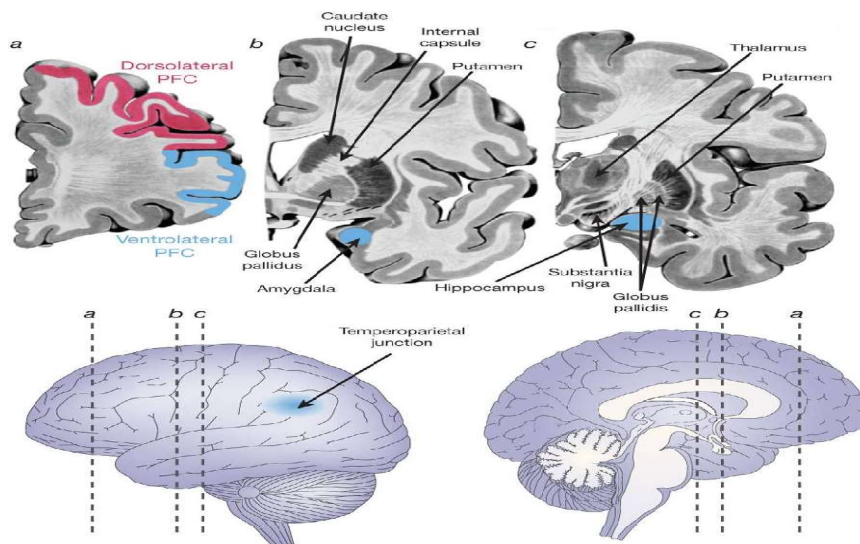 a
Dorsolateral
PFC
Ventrolateral
PFC
b
Caudate
nucleus
Internal
capsule
Putamen
Globus
pallidus
Amygdala
c
Thalamus
Putamen
Hippocampus
Substantia
nigra
Globus
pallidis
a b c
Temperoparietal
junction
c b a